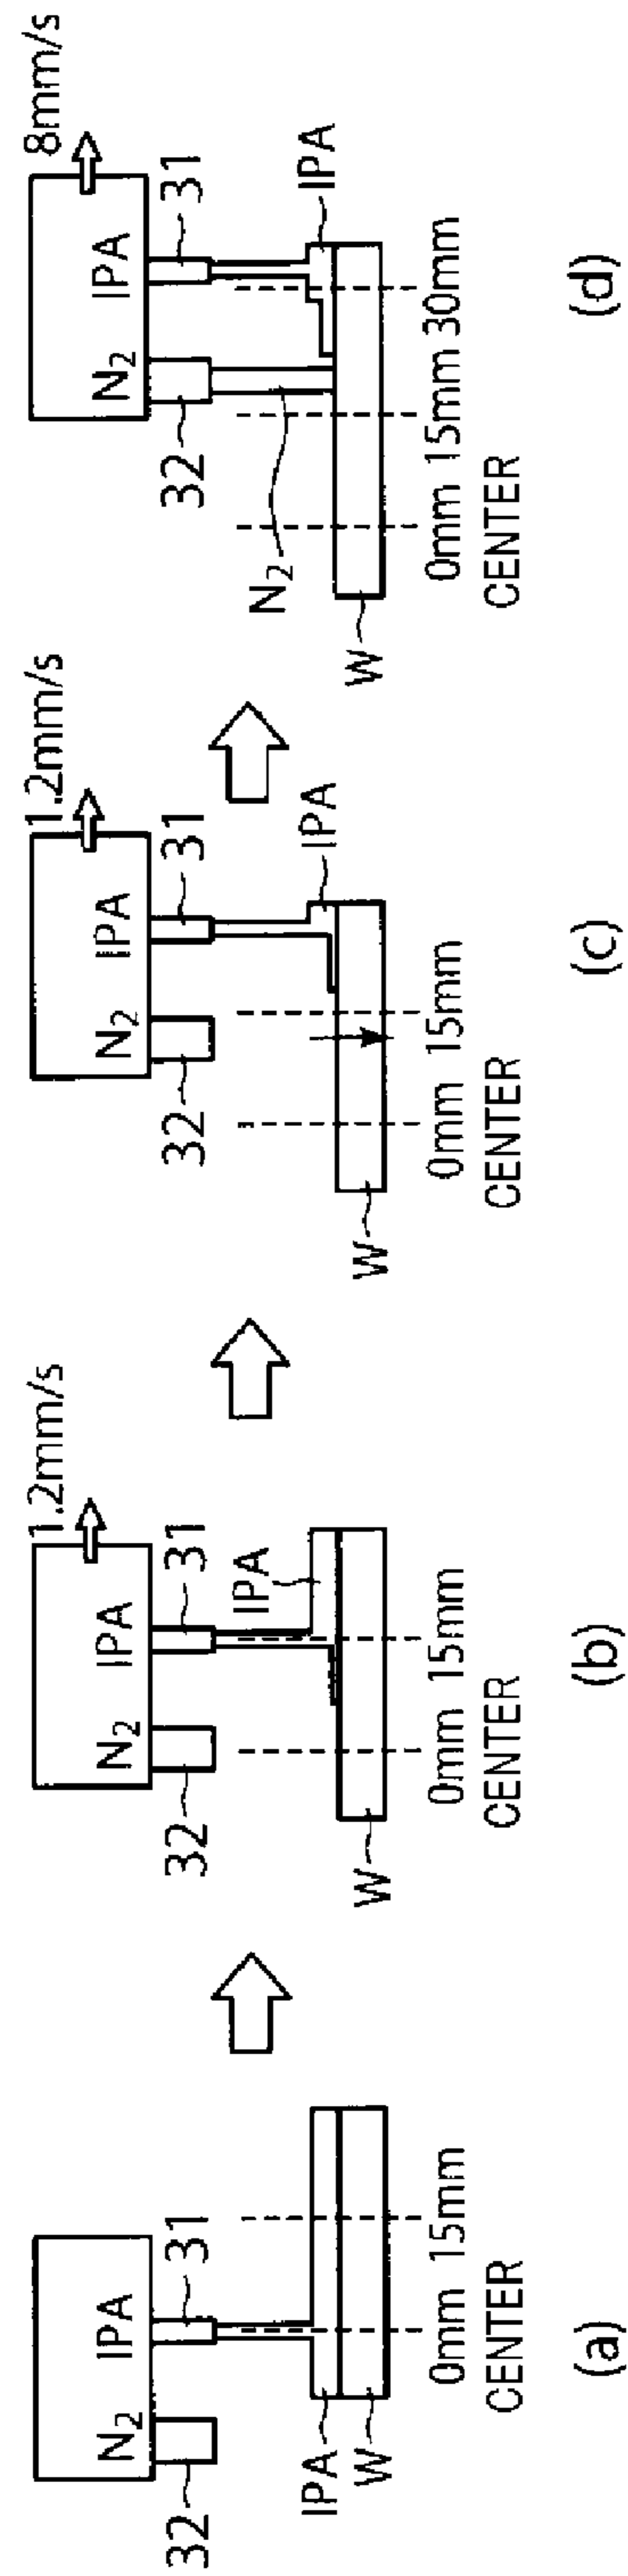 N2 IPA
32 31
IPA
W
0mm 15mm
CENTER
(a)
1.2mm/s
N2 IPA
32 31
IPA
W
0mm 15mm
CENTER
(b)
1.2mm/s
N2 IPA
32 31
IPA
W
0mm 15mm
CENTER
(c)
8mm/s
N2 IPA
32 31
N2
IPA
W
0mm 15mm 30mm
CENTER
(d)